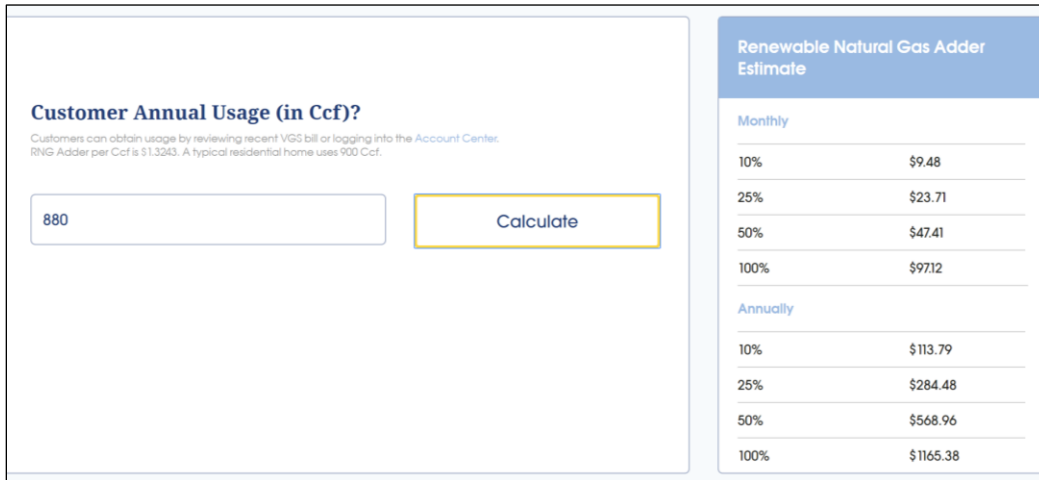 Customer Annual Usage (in Ccf)?
Customers can obtain usage by reviewing recent VGS bill or logging into the Account Center.
RNG Adder per Ccf is $1.3243. A typical residential home uses 900 Ccf.
880
Calculate
Renewable Natural Gas Adder
Estimate
Monthly
10% $9.48
25% $23.71
50% $47.41
100% $97.12
Annually
10% $113.79
25% $284.48
50% $568.96
100% $1165.38